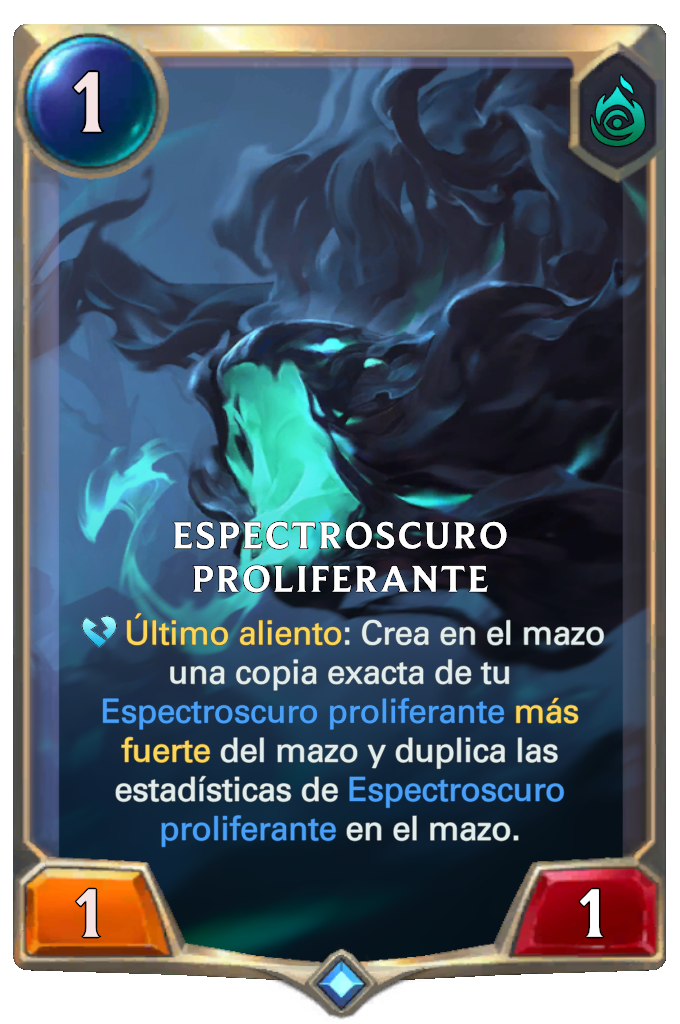 1
ESPECTROSCURO
PROLIFERANTE
Último aliento: Crea en el mazo
una copia exacta de tu
Espectroscuro proliferante más
fuerte del mazo y duplica las
estadísticas de Espectroscuro
proliferante en el mazo.
1
1